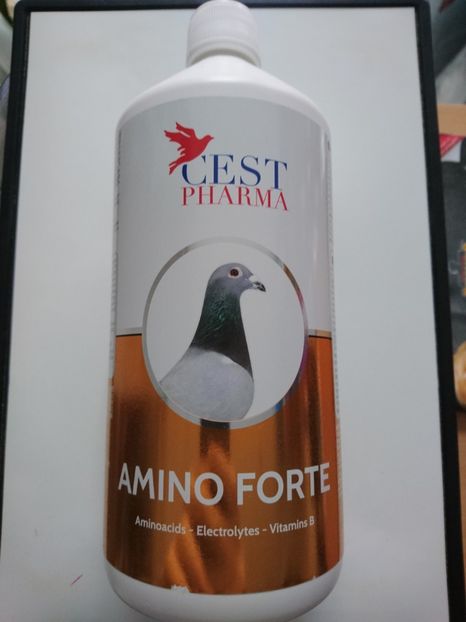 CEST
PHARMA
AMINO FORTE
Aminoacids - Electrolytes - Vitamins B